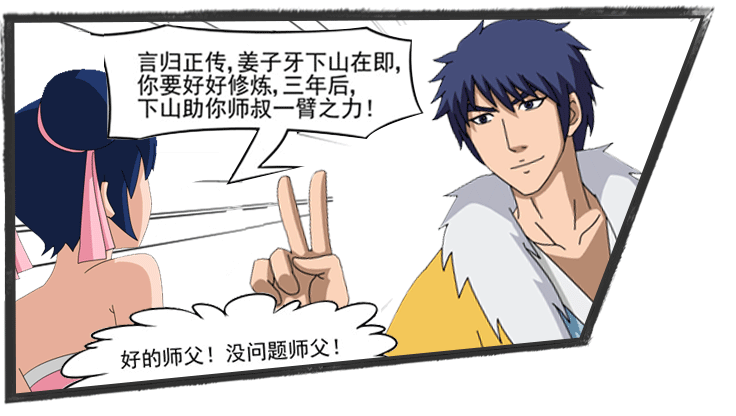 言归正传,姜子牙下山在即,
你要好好修炼,三年后,
下山助你师叔一臂之力!
好的师父!没问题师父!